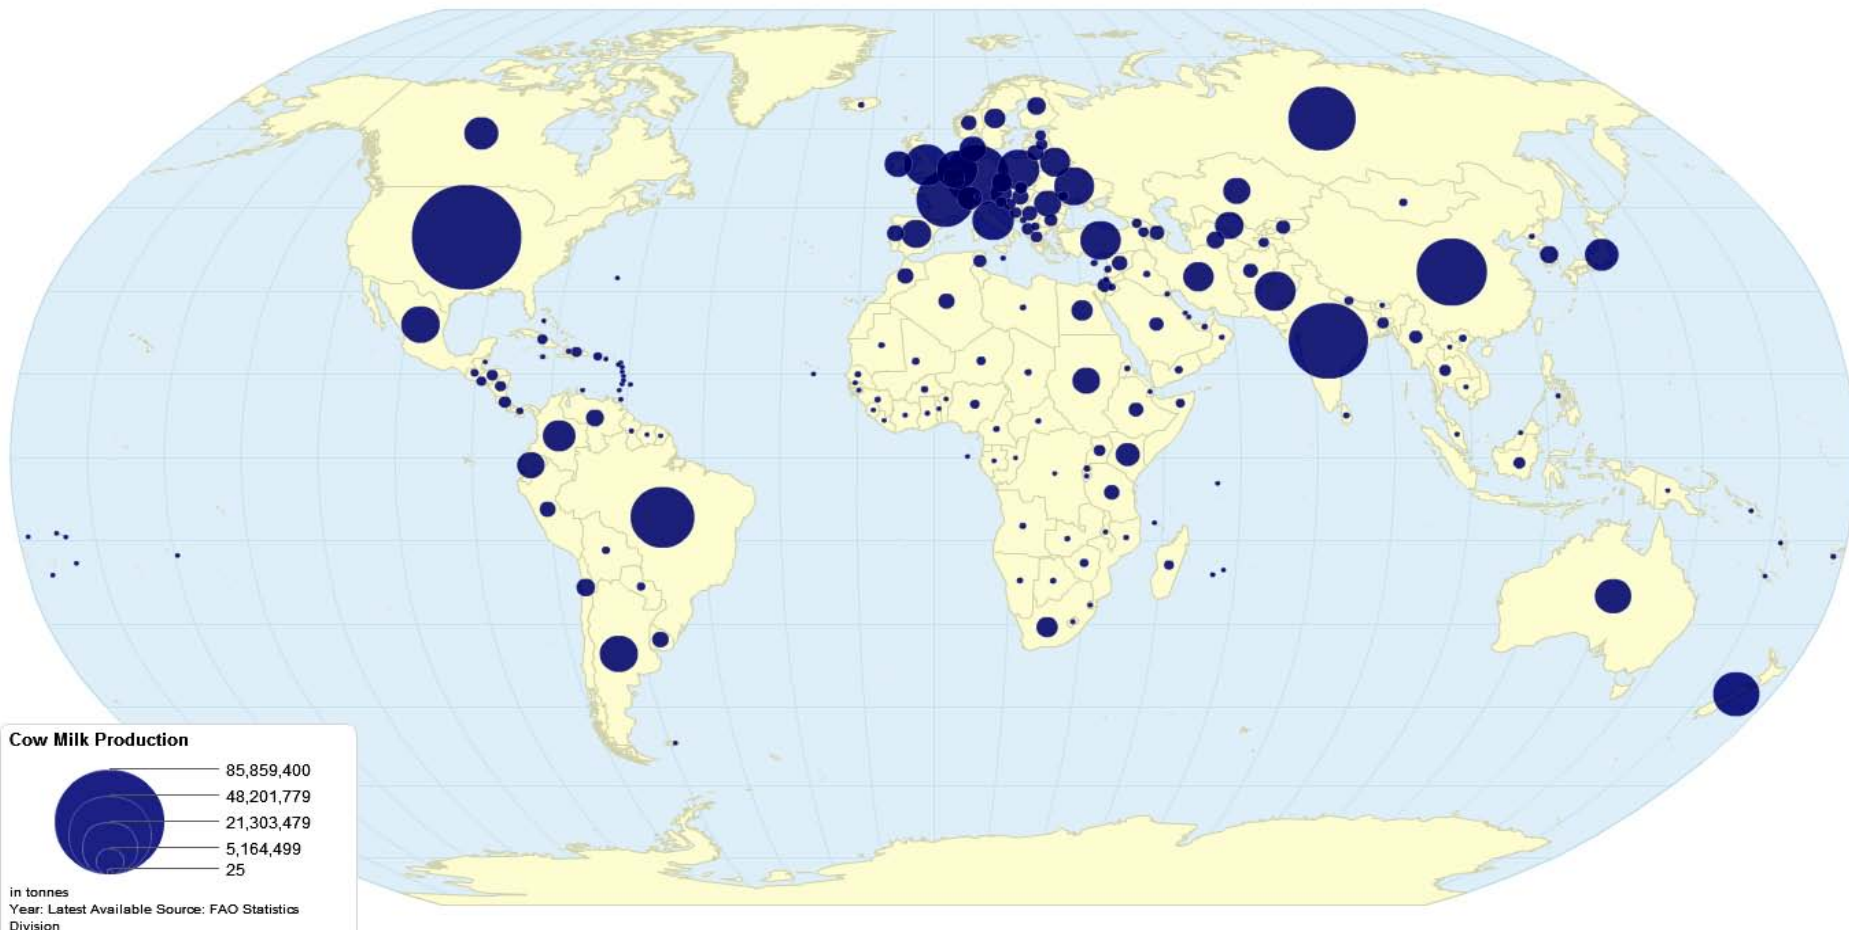 Cow Milk Production
85,859,400
48,201,779
21,303,479
5,164,499
25
in tonnes
Year: Latest Available Source: FAO Statistics
Division